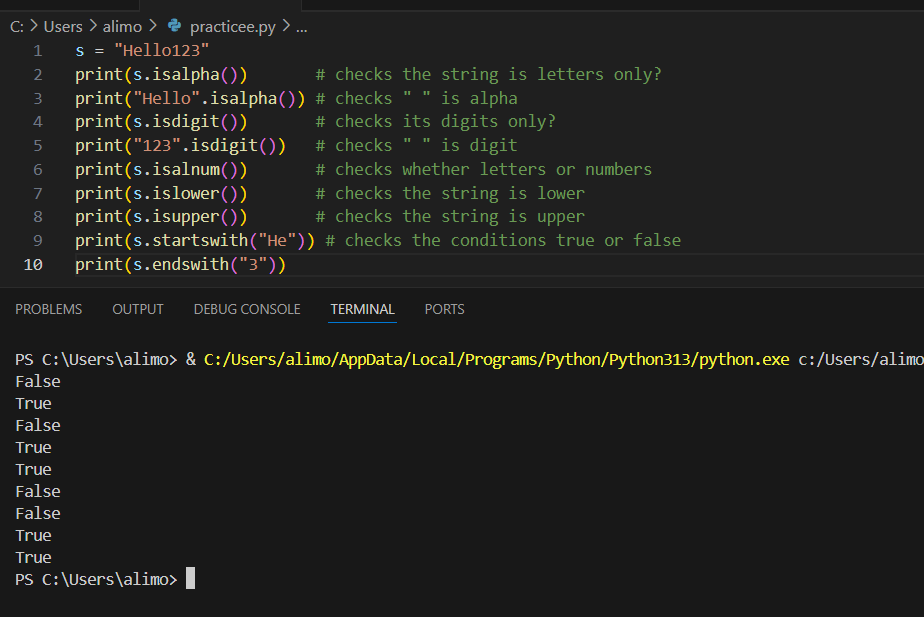 C: > Users > alimo > practicee.py > ...
1 s = "Hello123"
2 print(s.isalpha()) # checks the string is letters only?
3 print("Hello".isalpha()) # checks " " is alpha
4 print(s.isdigit()) # checks its digits only?
5 print("123".isdigit()) # checks " " is digit
6 print(s.isalnum()) # checks whether letters or numbers
7 print(s.islower()) # checks the string is lower
8 print(s.isupper()) # checks the string is upper
9 print(s.startswith("He")) # checks the conditions true or false
10 print(s.endswith("3"))
PROBLEMS OUTPUT DEBUG CONSOLE TERMINAL PORTS
PS C:\Users\alimo> & C:/Users/alimo/AppData/Local/Programs/Python/Python313/python.exe c:/Users/alimo
False
True
False
True
True
False
False
True
True
PS C:\Users\alimo>